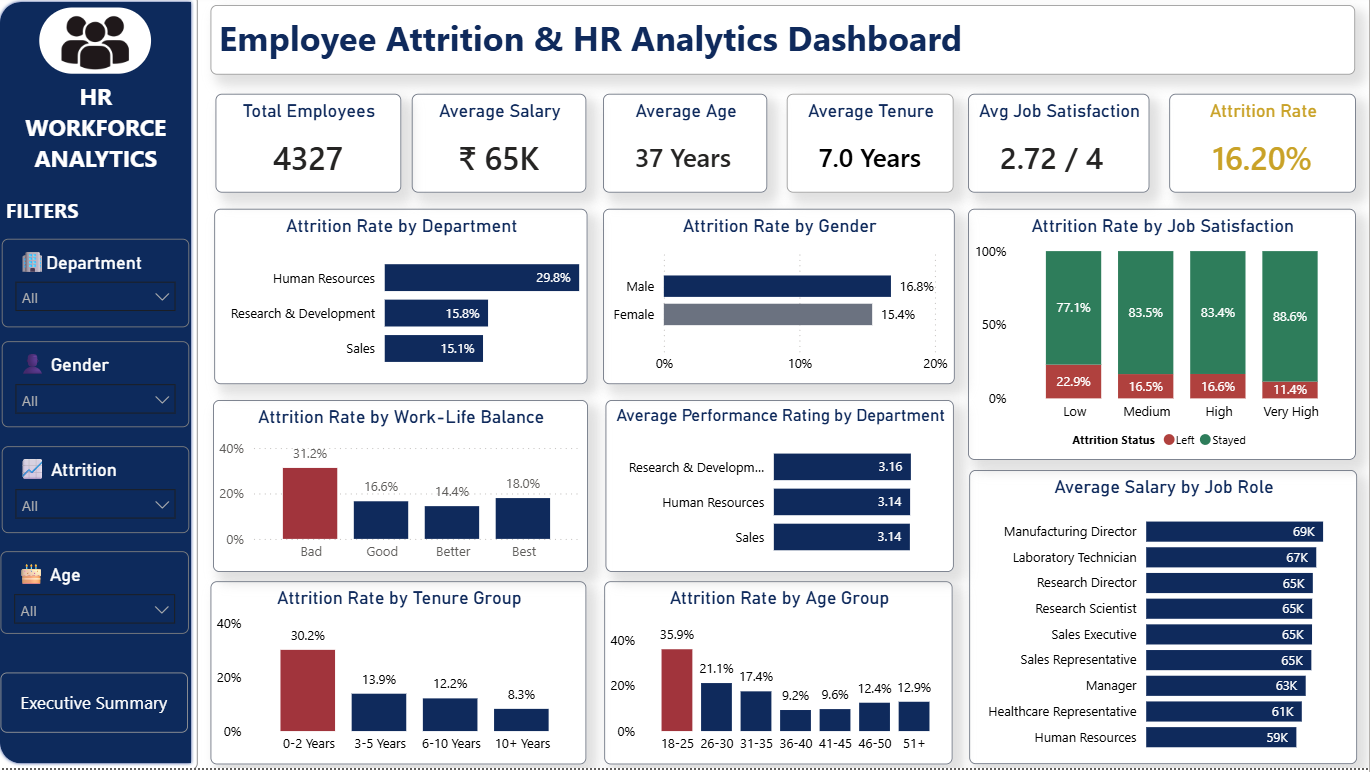 HR
WORKFORCE
ANALYTICS
FILTERS
Department
All
Gender
All
Attrition
All
Age
All
Executive Summary
Employee Attrition & HR Analytics Dashboard
Total Employees
4327
Average Salary
₹ 65K
Average Age
37 Years
Average Tenure
7.0 Years
Avg Job Satisfaction
2.72 / 4
Attrition Rate
16.20%
Attrition Rate by Department
Human Resources 29.8%
Research & Development 15.8%
Sales 15.1%
Attrition Rate by Gender
Male 16.8%
Female 15.4%
0% 10% 20%
Attrition Rate by Job Satisfaction
100%
50%
0%
77.1% 83.5% 83.4% 88.6%
22.9% 16.5% 16.6% 11.4%
Low Medium High Very High
Attrition Status Left Stayed
Attrition Rate by Work-Life Balance
40%
20%
0%
31.2% 16.6% 14.4% 18.0%
Bad Good Better Best
Average Performance Rating by Department
Research & Developm... 3.16
Human Resources 3.14
Sales 3.14
Average Salary by Job Role
Manufacturing Director 69K
Laboratory Technician 67K
Research Director 65K
Research Scientist 65K
Sales Executive 65K
Sales Representative 65K
Manager 63K
Healthcare Representative 61K
Human Resources 59K
Attrition Rate by Tenure Group
40%
20%
0%
30.2% 13.9% 12.2% 8.3%
0-2 Years 3-5 Years 6-10 Years 10+ Years
Attrition Rate by Age Group
40%
20%
0%
35.9% 21.1% 17.4% 9.2% 9.6% 12.4% 12.9%
18-25 26-30 31-35 36-40 41-45 46-50 51+